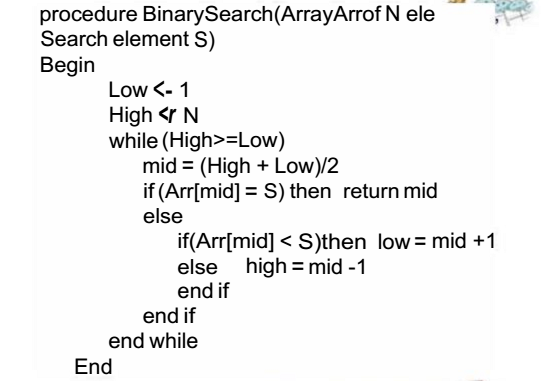 procedure BinarySearch(ArrayArrof N ele
Search element S)
Begin
Low <- 1
High <r N
while (High>=Low)
mid = (High + Low)/2
if (Arr[mid] = S) then return mid
else
if(Arr[mid] < S)then low = mid +1
else high = mid -1
end if
end if
end while
End